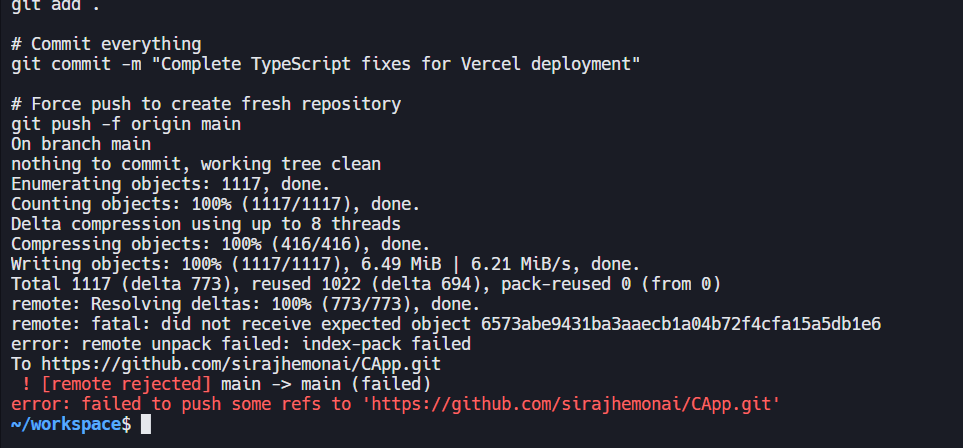 git add .
# Commit everything
git commit -m "Complete TypeScript fixes for Vercel deployment"
# Force push to create fresh repository
git push -f origin main
On branch main
nothing to commit, working tree clean
Enumerating objects: 1117, done.
Counting objects: 100% (1117/1117), done.
Delta compression using up to 8 threads
Compressing objects: 100% (416/416), done.
Writing objects: 100% (1117/1117), 6.49 MiB | 6.21 MiB/s, done.
Total 1117 (delta 773), reused 1022 (delta 694), pack-reused 0 (from 0)
remote: Resolving deltas: 100% (773/773), done.
remote: fatal: did not receive expected object 6573abe9431ba3aaecb1a04b72f4cfa15a5db1e6
error: remote unpack failed: index-pack failed
To https://github.com/sirajhemonai/CApp.git
 ! [remote rejected] main -> main (failed)
error: failed to push some refs to 'https://github.com/sirajhemonai/CApp.git'
~/workspace$